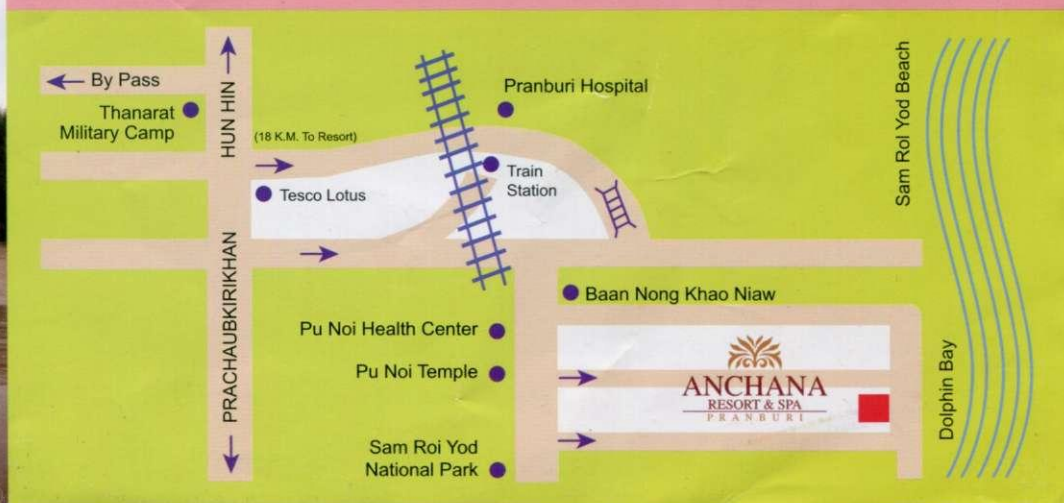 By Pass
Thanarat
Military Camp
HUN HIN
(18 K.M. To Resort)
Tesco Lotus
Pranburi Hospital
Train
Station
Sam Rol Yod Beach
PRACHAUBKIRIKHAN
Baan Nong Khao Niaw
Pu Noi Health Center
Pu Noi Temple
ANCHANA
RESORT & SPA
PRANBURI
Dolphin Bay
Sam Roi Yod
National Park